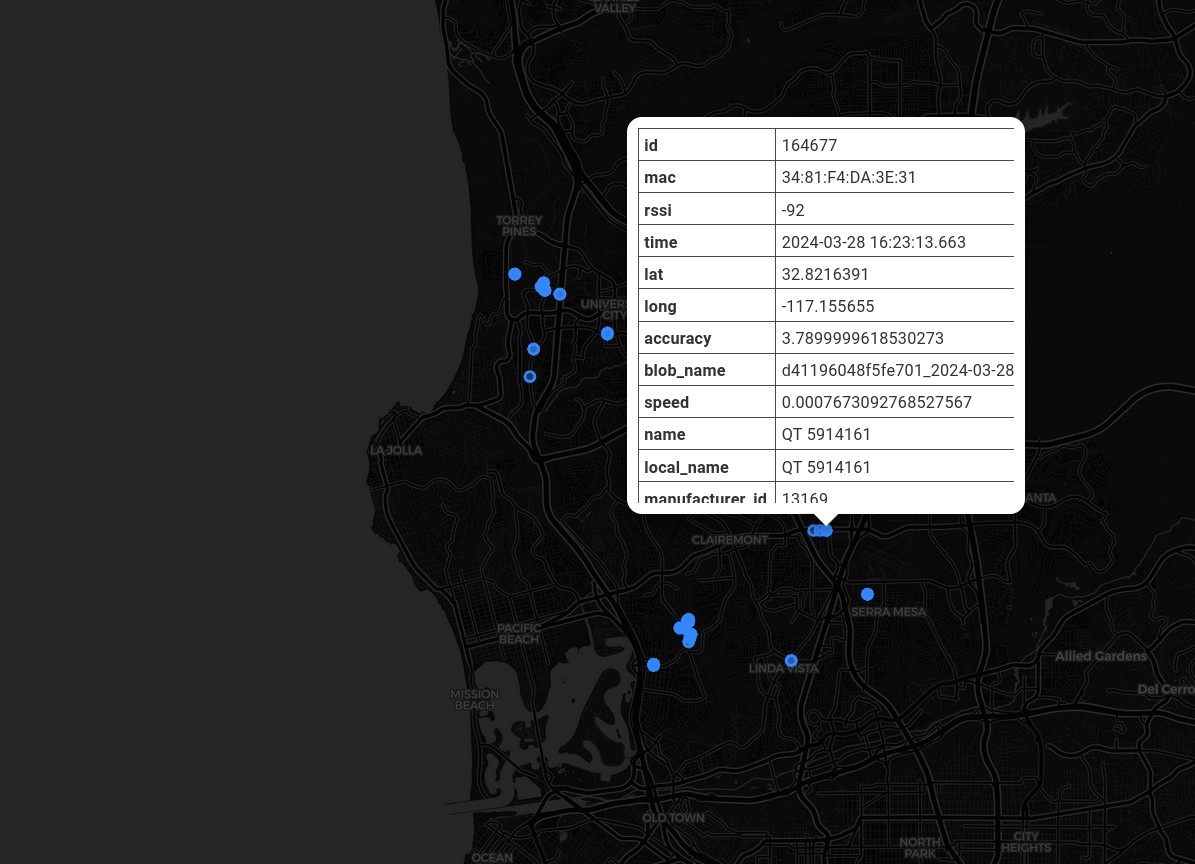 VALLEY
TORREY
PINES
UNIVERS
CITY
LA JOLLA
CLAIREMONT
ANTA
SERRA MESA
PACIFIC
BEACH
LINDA VISTA
Allied Gardens
Del Cerro
MISSION
BEACH
OLD TOWN
NORTH
PARK
CITY
HEIGHTS
OCEAN
id 164677
mac 34:81:F4:DA:3E:31
rssi -92
time 2024-03-28 16:23:13.663
lat 32.8216391
long -117.155655
accuracy 3.7899999618530273
blob_name d41196048f5fe701_2024-03-28
speed 0.0007673092768527567
name QT 5914161
local_name QT 5914161
manufacturer_id 13169